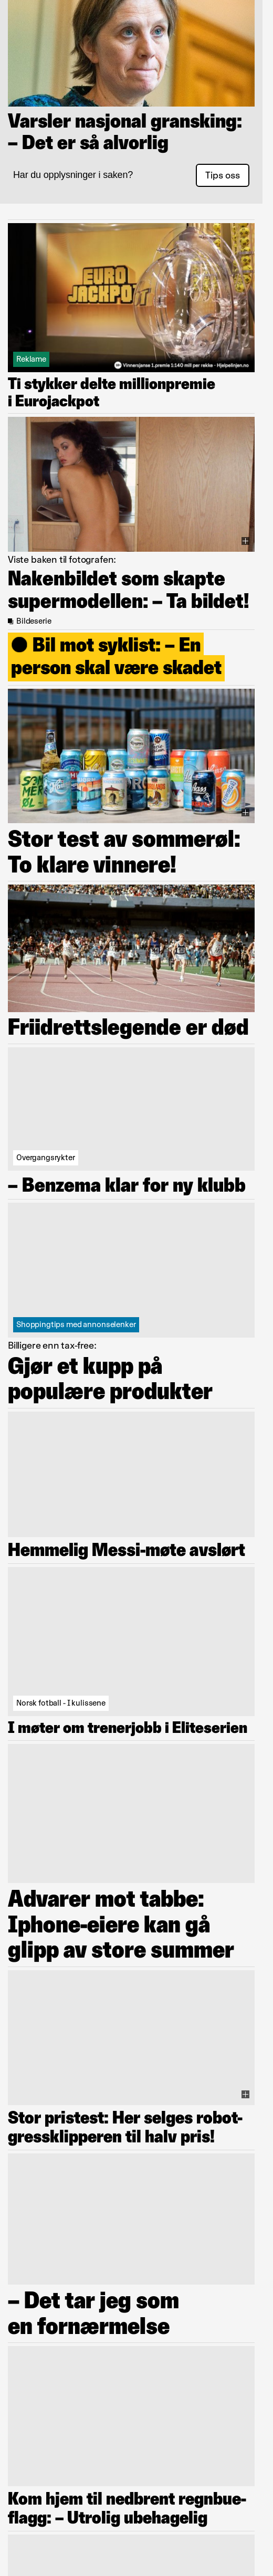 Varsler nasjonal gransking:
– Det er så alvorlig
Har du opplysninger i saken?
Tips oss
EURO
JACKPOT
Reklame
Vinnersjanse 1.premie 1:140 mill per rekke - Hjelpelinjen.no
Ti stykker delte millionpremie
i Eurojackpot
Viste baken til fotografen:
Nakenbildet som skapte
supermodellen: – Ta bildet!
Bildeserie
Bil mot syklist: – En
person skal være skadet
Stor test av sommerøl:
To klare vinnere!
Friidrettslegende er død
Overgangsrykter
– Benzema klar for ny klubb
Shoppingtips med annonselenker
Billigere enn tax-free:
Gjør et kupp på
populære produkter
Hemmelig Messi-møte avslørt
Norsk fotball - I kulissene
I møter om trenerjobb i Eliteserien
Advarer mot tabbe:
Iphone-eiere kan gå
glipp av store summer
Stor pristest: Her selges robot-
gressklipperen til halv pris!
– Det tar jeg som
en fornærmelse
Kom hjem til nedbrent regnbue-
flagg: – Utrolig ubehagelig